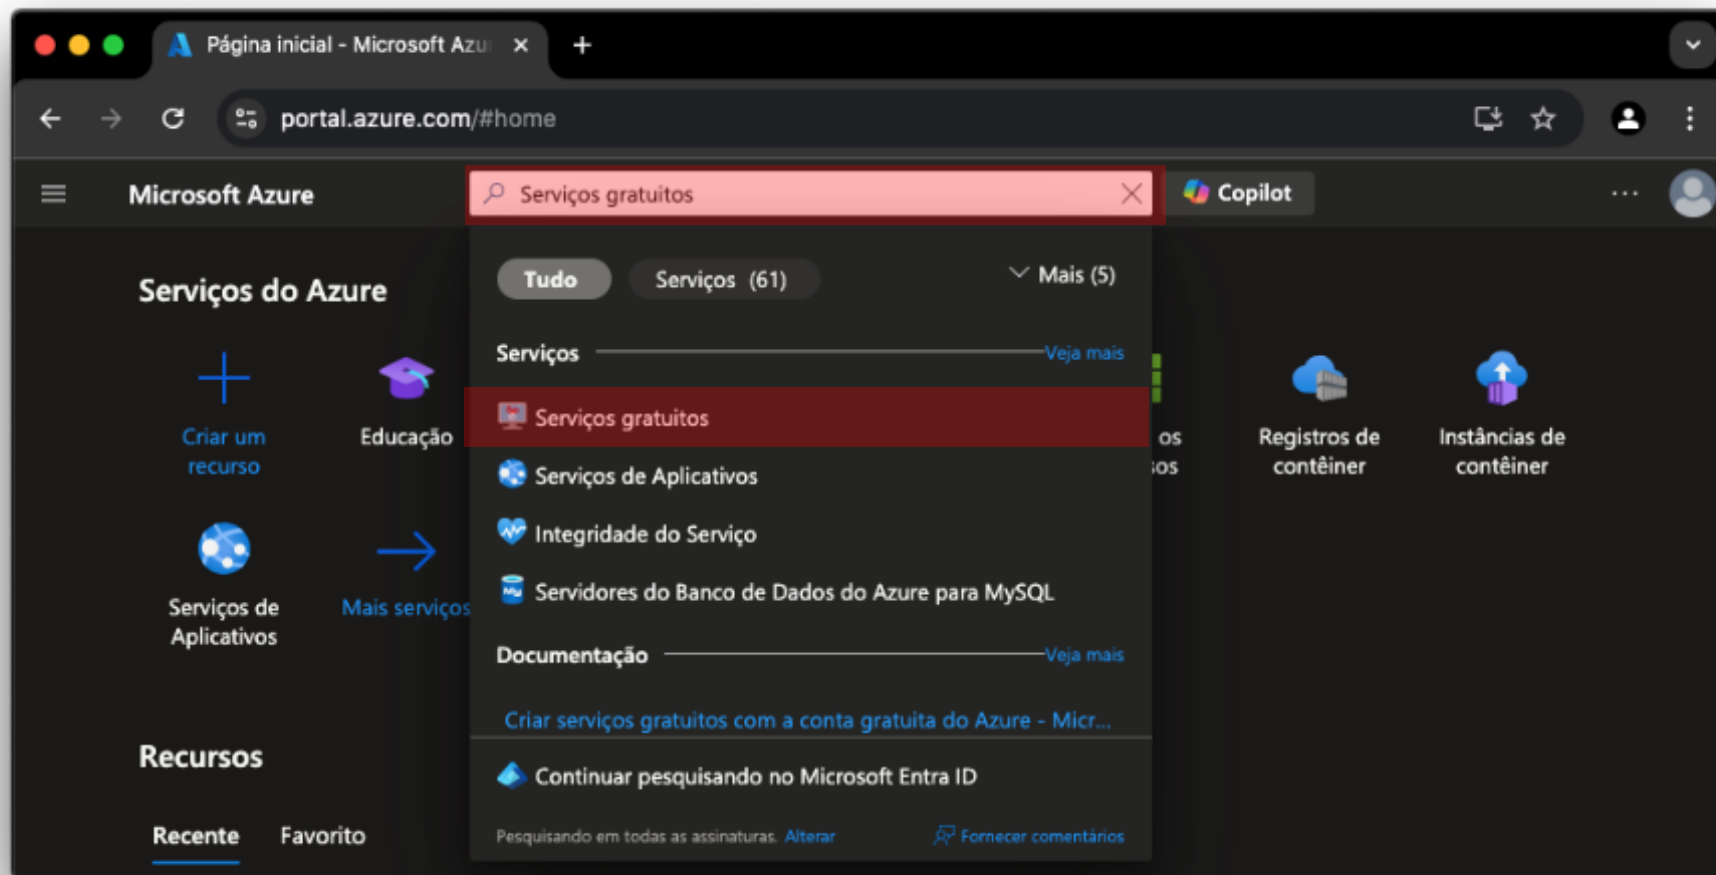 Página inicial - Microsoft Azu
portal.azure.com/#home
Microsoft Azure
Serviços gratuitos
Copilot
Serviços do Azure
Tudo
Serviços (61)
Mais (5)
Serviços
Veja mais
Serviços gratuitos
Serviços de Aplicativos
Integridade do Serviço
Servidores do Banco de Dados do Azure para MySQL
Documentação
Veja mais
Criar serviços gratuitos com a conta gratuita do Azure - Micr...
Continuar pesquisando no Microsoft Entra ID
Pesquisando em todas as assinaturas. Alterar
Fornecer comentários
Criar um
recurso
Educação
os
sos
Registros de
contêiner
Instâncias de
contêiner
Serviços de
Aplicativos
Mais serviços
Recursos
Recente
Favorito